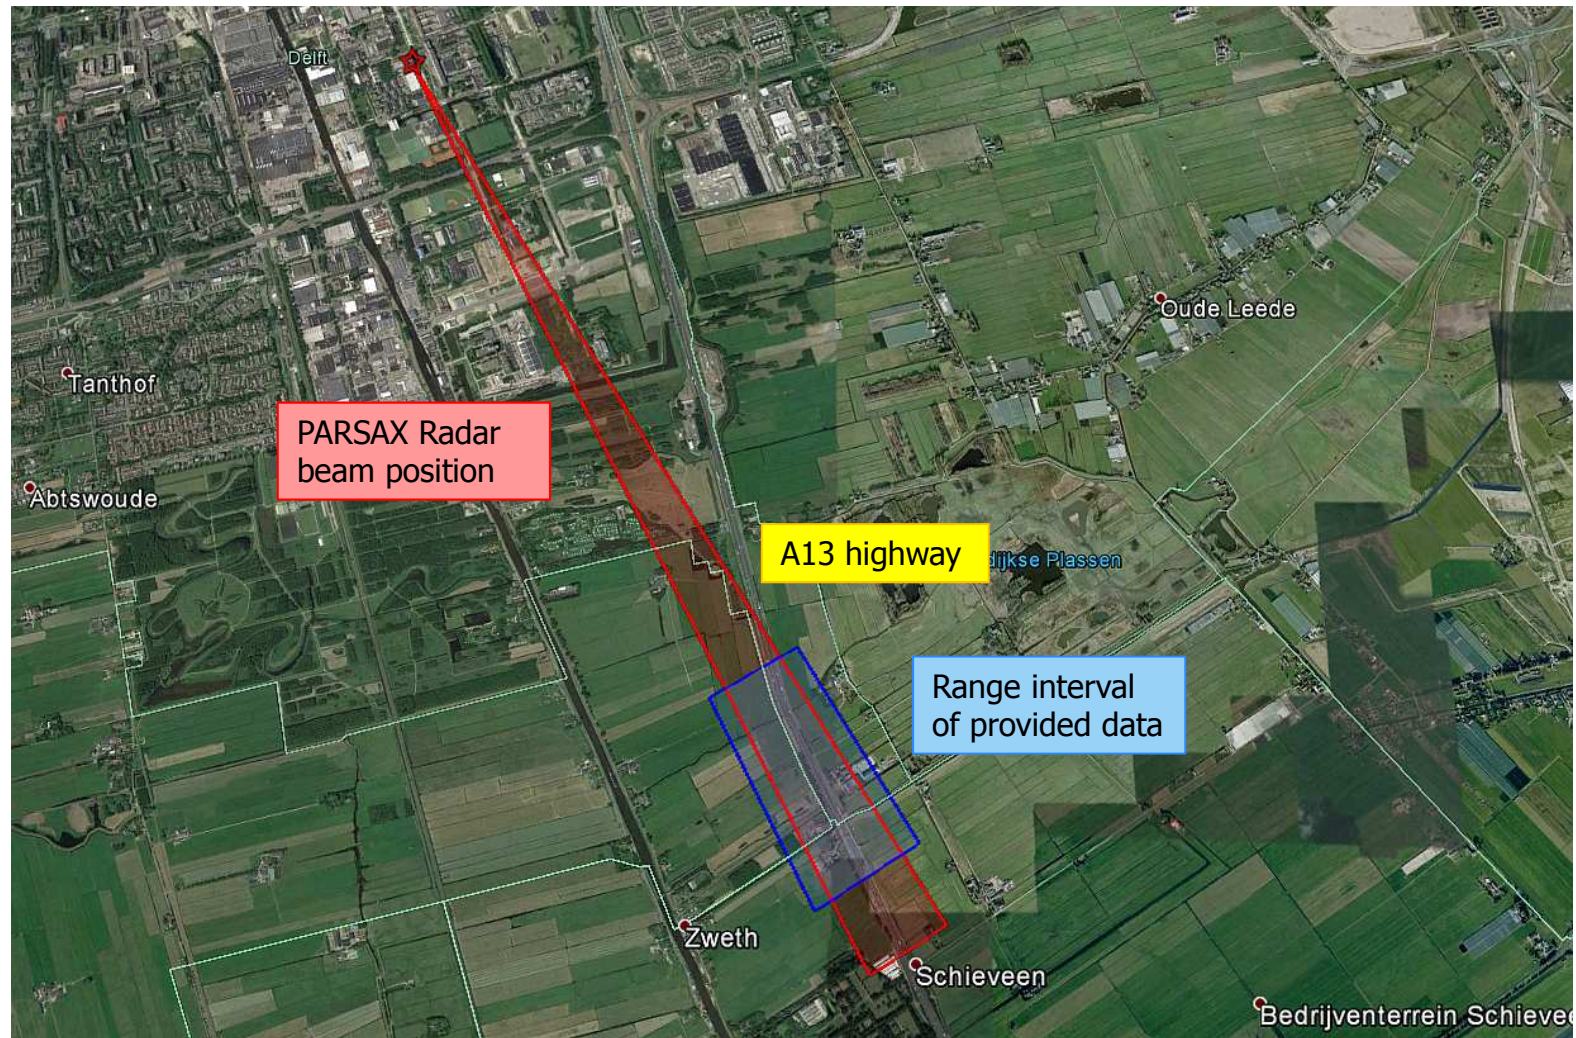 Delft
Oude Leede
Tanthof
PARSAX Radar
beam position
Abtswoude
A13 highway
dijkse Plassen
Range interval
of provided data
Zweth
Schieveen
Bedrijventerrein Schievee